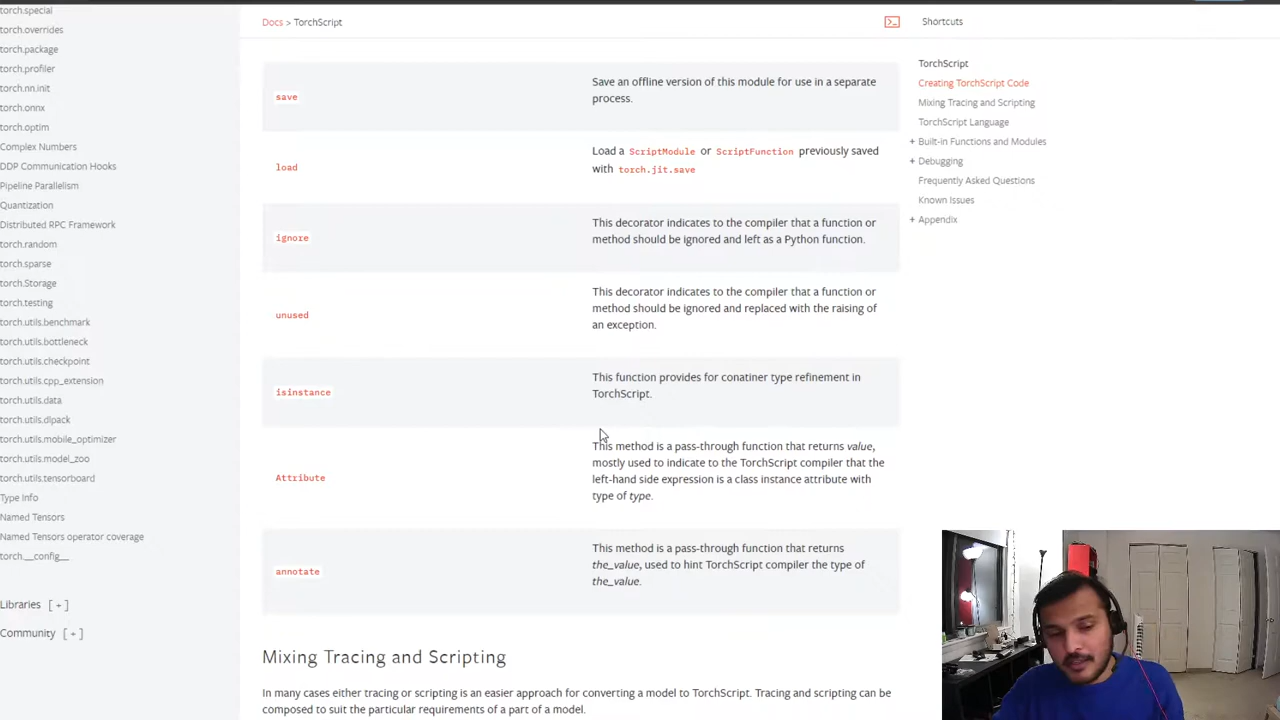 torch.special
torch.overrides
torch.package
torch.profiler
torch.nn.init
torch.onnx
torch.optim
Complex Numbers
DDP Communication Hooks
Pipeline Parallelism
Quantization
Distributed RPC Framework
torch.random
torch.sparse
torch.Storage
torch.testing
torch.utils.benchmark
torch.utils.bottleneck
torch.utils.checkpoint
torch.utils.cpp_extension
torch.utils.data
torch.utils.dlpack
torch.utils.mobile_optimizer
torch.utils.model_zoo
torch.utils.tensorboard
Type Info
Named Tensors
Named Tensors operator coverage
torch.__config__
Libraries [ + ]
Community [ + ]
Docs > TorchScript
save
Save an offline version of this module for use in a separate
process.
load
Load a ScriptModule or ScriptFunction previously saved
with torch.jit.save
ignore
This decorator indicates to the compiler that a function or
method should be ignored and left as a Python function.
unused
This decorator indicates to the compiler that a function or
method should be ignored and replaced with the raising of
an exception.
isinstance
This function provides for conatiner type refinement in
TorchScript.
Attribute
This method is a pass-through function that returns value,
mostly used to indicate to the TorchScript compiler that the
left-hand side expression is a class instance attribute with
type of type.
annotate
This method is a pass-through function that returns
the_value, used to hint TorchScript compiler the type of
the_value.
Mixing Tracing and Scripting
In many cases either tracing or scripting is an easier approach for converting a model to TorchScript. Tracing and scripting can be
composed to suit the particular requirements of a part of a model.
Shortcuts
TorchScript
Creating TorchScript Code
Mixing Tracing and Scripting
TorchScript Language
+ Built-in Functions and Modules
+ Debugging
Frequently Asked Questions
Known Issues
+ Appendix